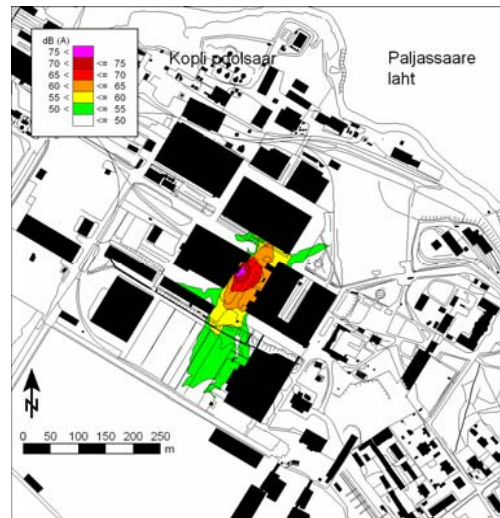 dB (A)
75 <
70 < <= 75
65 < <= 70
60 < <= 65
55 < <= 60
50 < <= 55
<= 50
Kopli poolsaar
Paljassaare
laht
N
0 50 100 150 200 250
m